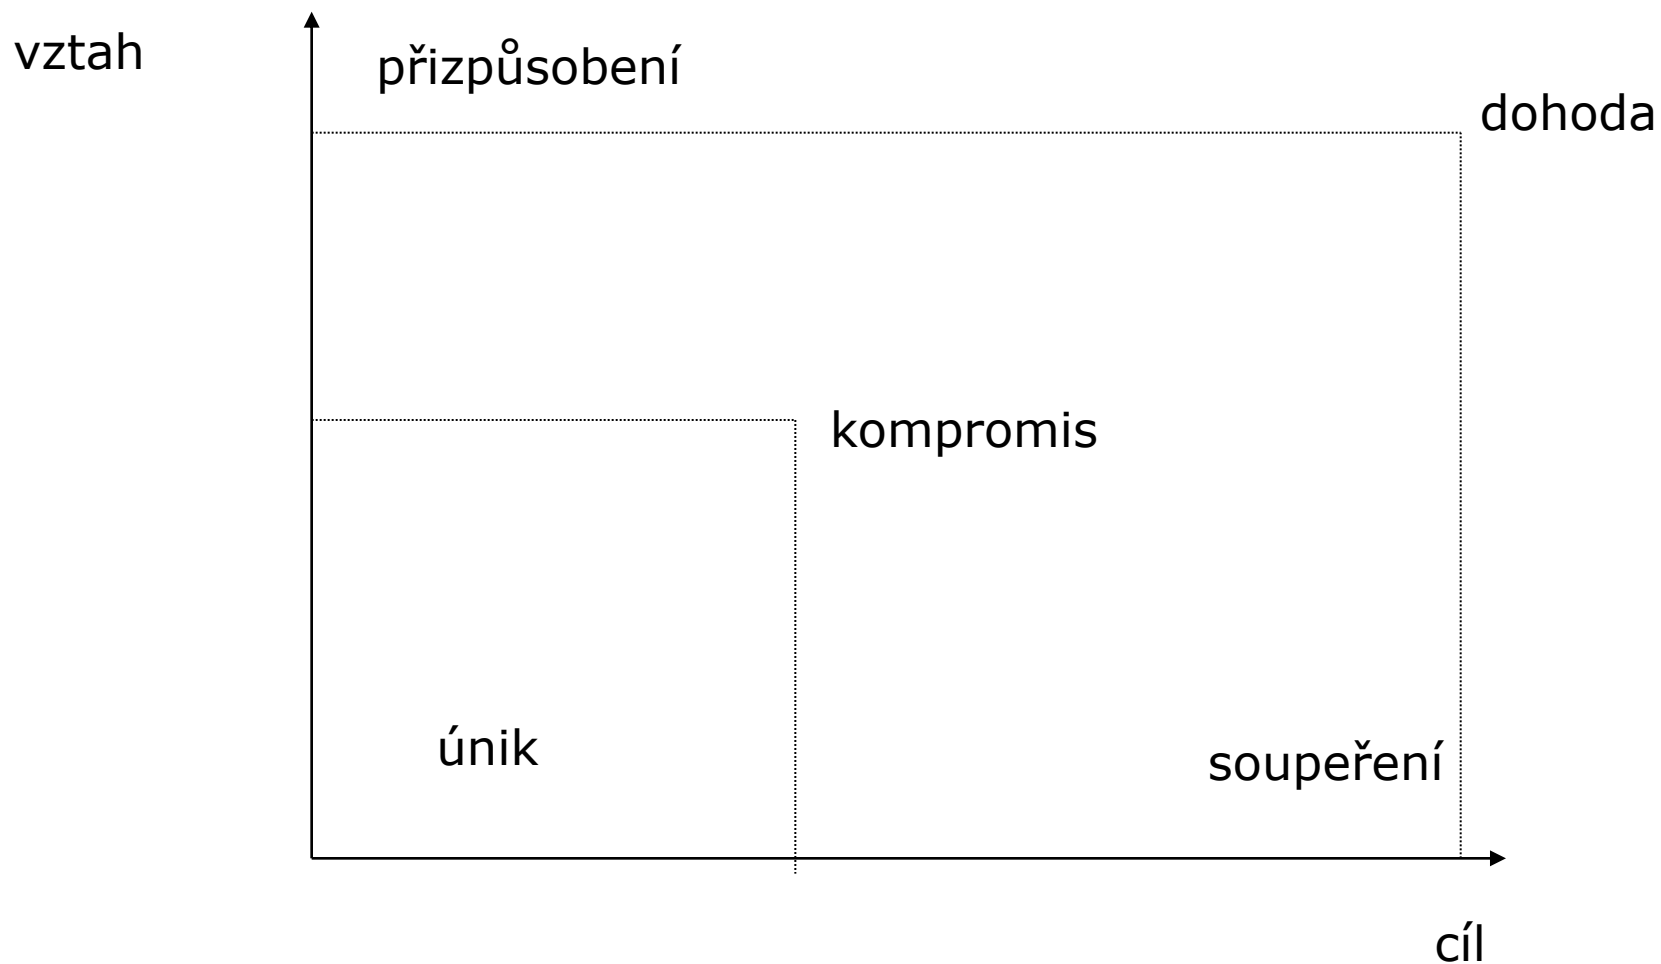 vztah
přizpůsobení
dohoda
kompromis
únik
soupeření
cíl